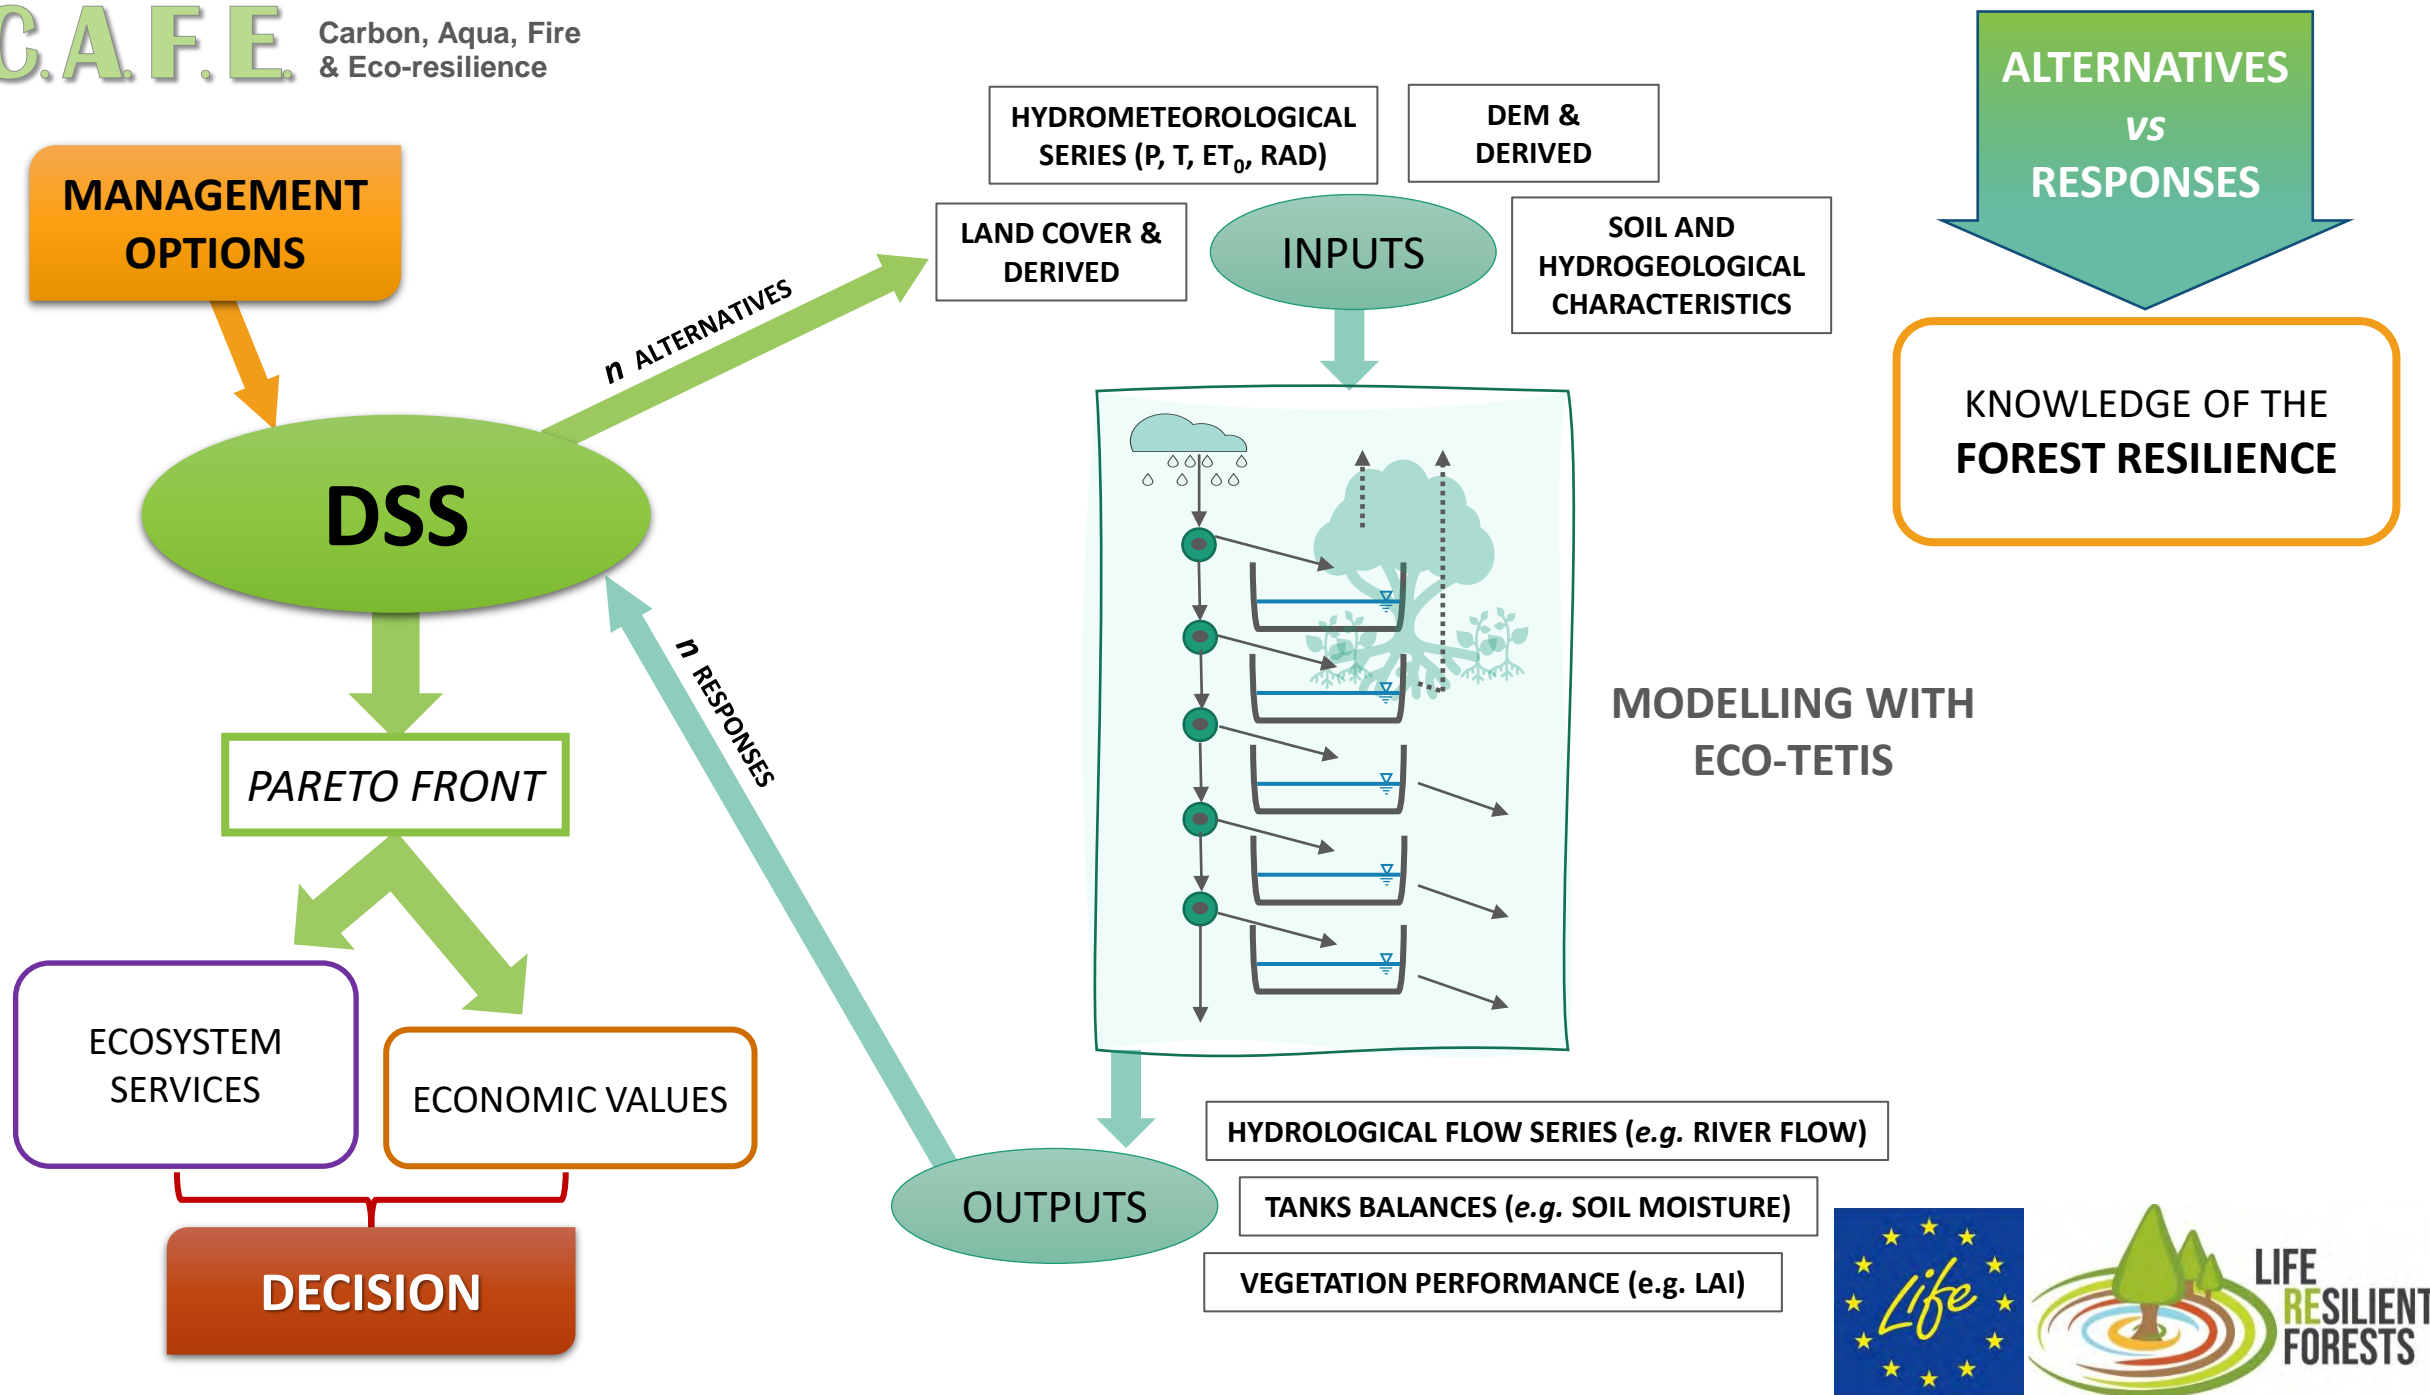 C.A.F.E.
Carbon, Aqua, Fire
& Eco-resilience
MANAGEMENT
OPTIONS
DSS
n ALTERNATIVES
n RESPONSES
PARETO FRONT
ECOSYSTEM
SERVICES
ECONOMIC VALUES
DECISION
HYDROMETEOROLOGICAL
SERIES (P, T, ET₀, RAD)
DEM &
DERIVED
LAND COVER &
DERIVED
INPUTS
SOIL AND
HYDROGEOLOGICAL
CHARACTERISTICS
MODELLING WITH
ECO-TETIS
OUTPUTS
HYDROLOGICAL FLOW SERIES (e.g. RIVER FLOW)
TANKS BALANCES (e.g. SOIL MOISTURE)
VEGETATION PERFORMANCE (e.g. LAI)
ALTERNATIVES
vs
RESPONSES
KNOWLEDGE OF THE
FOREST RESILIENCE
Life
LIFE
RESILIENT
FORESTS